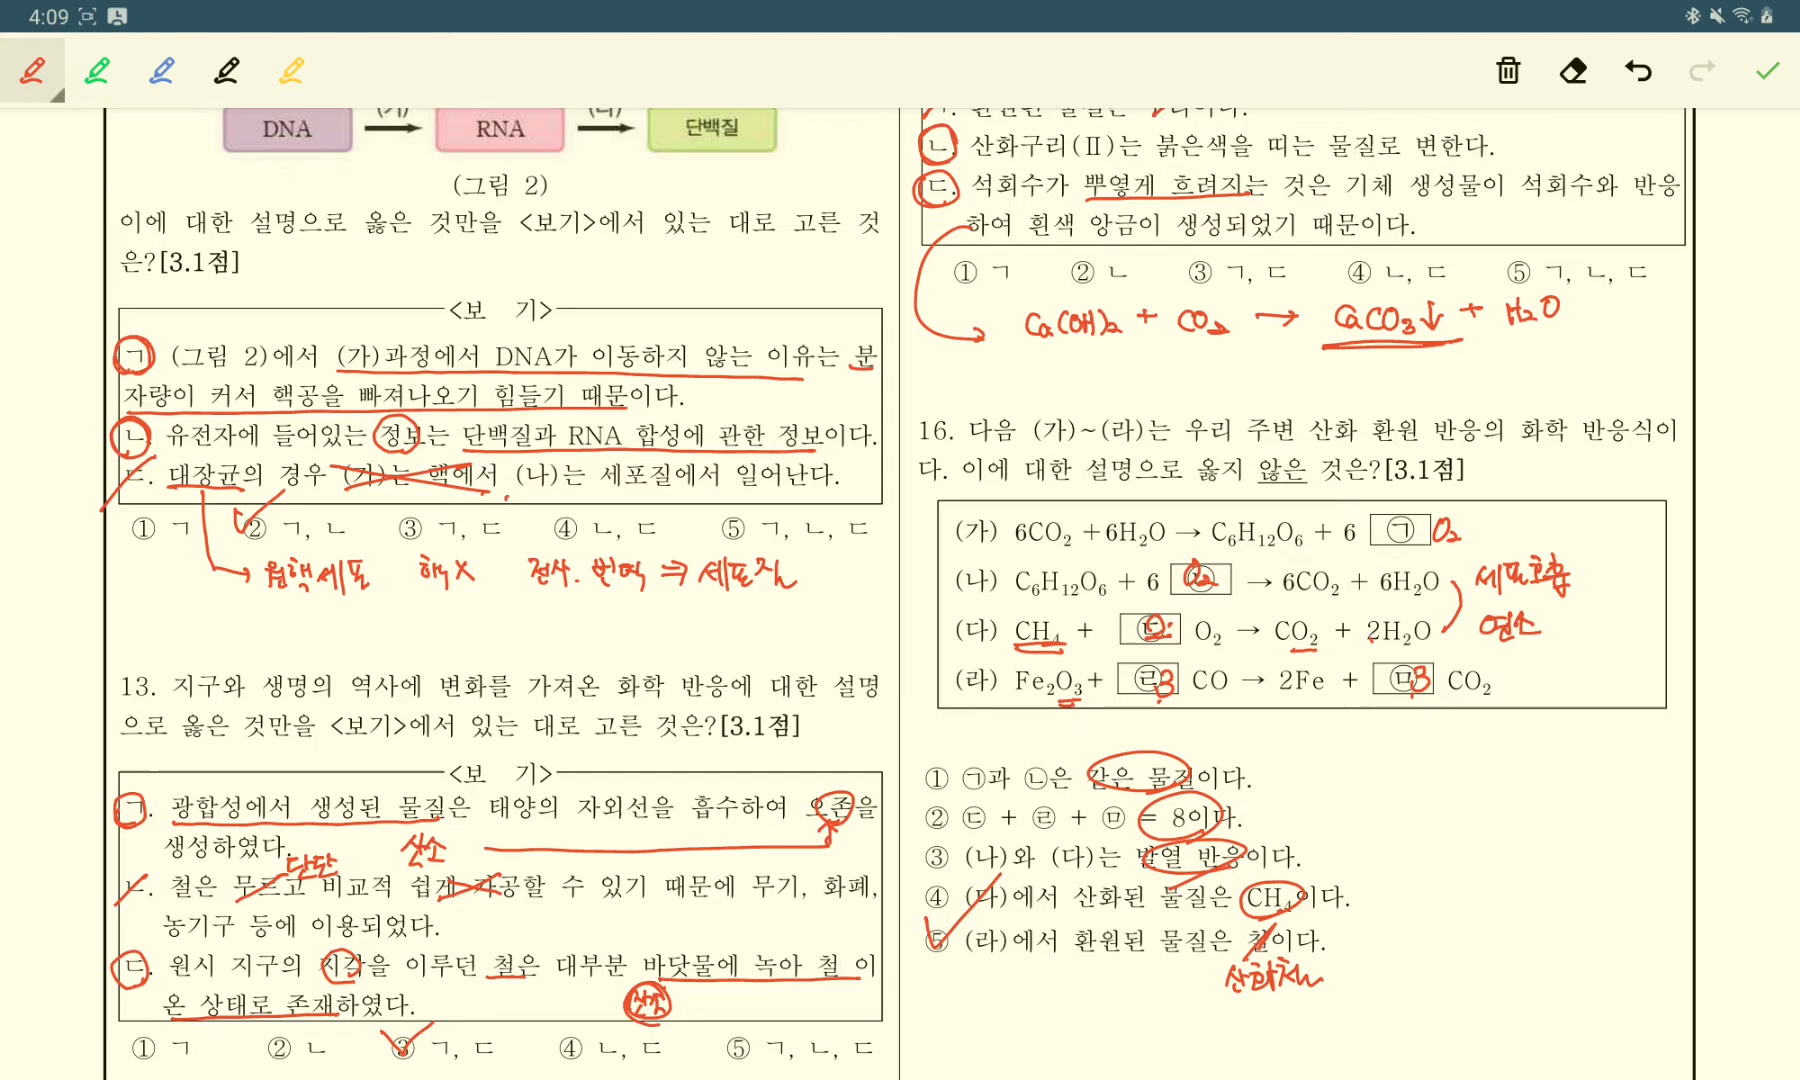 4:09
DNA
(가)
RNA
(나)
단백질
(그림 2)
이에 대한 설명으로 옳은 것만을 <보기>에서 있는 대로 고른 것
은?[3.1점]
<보 기>
ㄱ. (그림 2)에서 (가)과정에서 DNA가 이동하지 않는 이유는 분
자량이 커서 핵공을 빠져나오기 힘들기 때문이다.
ㄴ. 유전자에 들어있는 정보는 단백질과 RNA 합성에 관한 정보이다.
ㄷ. 대장균의 경우 (가)는 핵에서 (나)는 세포질에서 일어난다.
① ㄱ ② ㄱ, ㄴ ③ ㄱ, ㄷ ④ ㄴ, ㄷ ⑤ ㄱ, ㄴ, ㄷ
원핵세포 핵X 전사. 번역 ⇒ 세포질
13. 지구와 생명의 역사에 변화를 가져온 화학 반응에 대한 설명
으로 옳은 것만을 <보기>에서 있는 대로 고른 것은?[3.1점]
<보 기>
ㄱ. 광합성에서 생성된 물질은 태양의 자외선을 흡수하여 오존을
생성하였다.
산소
단단
ㄴ. 철은 무르고 비교적 쉽게 가공할 수 있기 때문에 무기, 화폐,
농기구 등에 이용되었다.
ㄷ. 원시 지구의 지각을 이루던 철은 대부분 바닷물에 녹아 철 이
온 상태로 존재하였다.
① ㄱ ② ㄴ ③ ㄱ, ㄷ ④ ㄴ, ㄷ ⑤ ㄱ, ㄴ, ㄷ
ㄱ. 환원된 물질은
ㄴ. 산화구리(Ⅱ)는 붉은색을 띠는 물질로 변한다.
ㄷ. 석회수가 뿌옇게 흐려지는 것은 기체 생성물이 석회수와 반응
하여 흰색 앙금이 생성되었기 때문이다.
① ㄱ ② ㄴ ③ ㄱ, ㄷ ④ ㄴ, ㄷ ⑤ ㄱ, ㄴ, ㄷ
Ca(OH)2 + CO2 → CaCO3↓ + H2O
16. 다음 (가)~(라)는 우리 주변 산화 환원 반응의 화학 반응식이
다. 이에 대한 설명으로 옳지 않은 것은?[3.1점]
(가) 6CO₂ +6H₂O → C₆H₁₂O₆ + 6 ㉠ O2
(나) C₆H₁₂O₆ + 6 ㉡ O2 → 6CO₂ + 6H₂O 세포호흡
(다) CH₄ + ㉢ O₂ → CO₂ + 2H₂O 연소
(라) Fe₂O₃+ ㉣ 3 CO → 2Fe + ㉤ 3 CO₂
① ㉠과 ㉡은 같은 물질이다.
② ㉢ + ㉣ + ㉤ = 8이다.
③ (나)와 (다)는 발열 반응이다.
④ (다)에서 산화된 물질은 CH₄이다.
⑤ (라)에서 환원된 물질은 철이다.
산화철